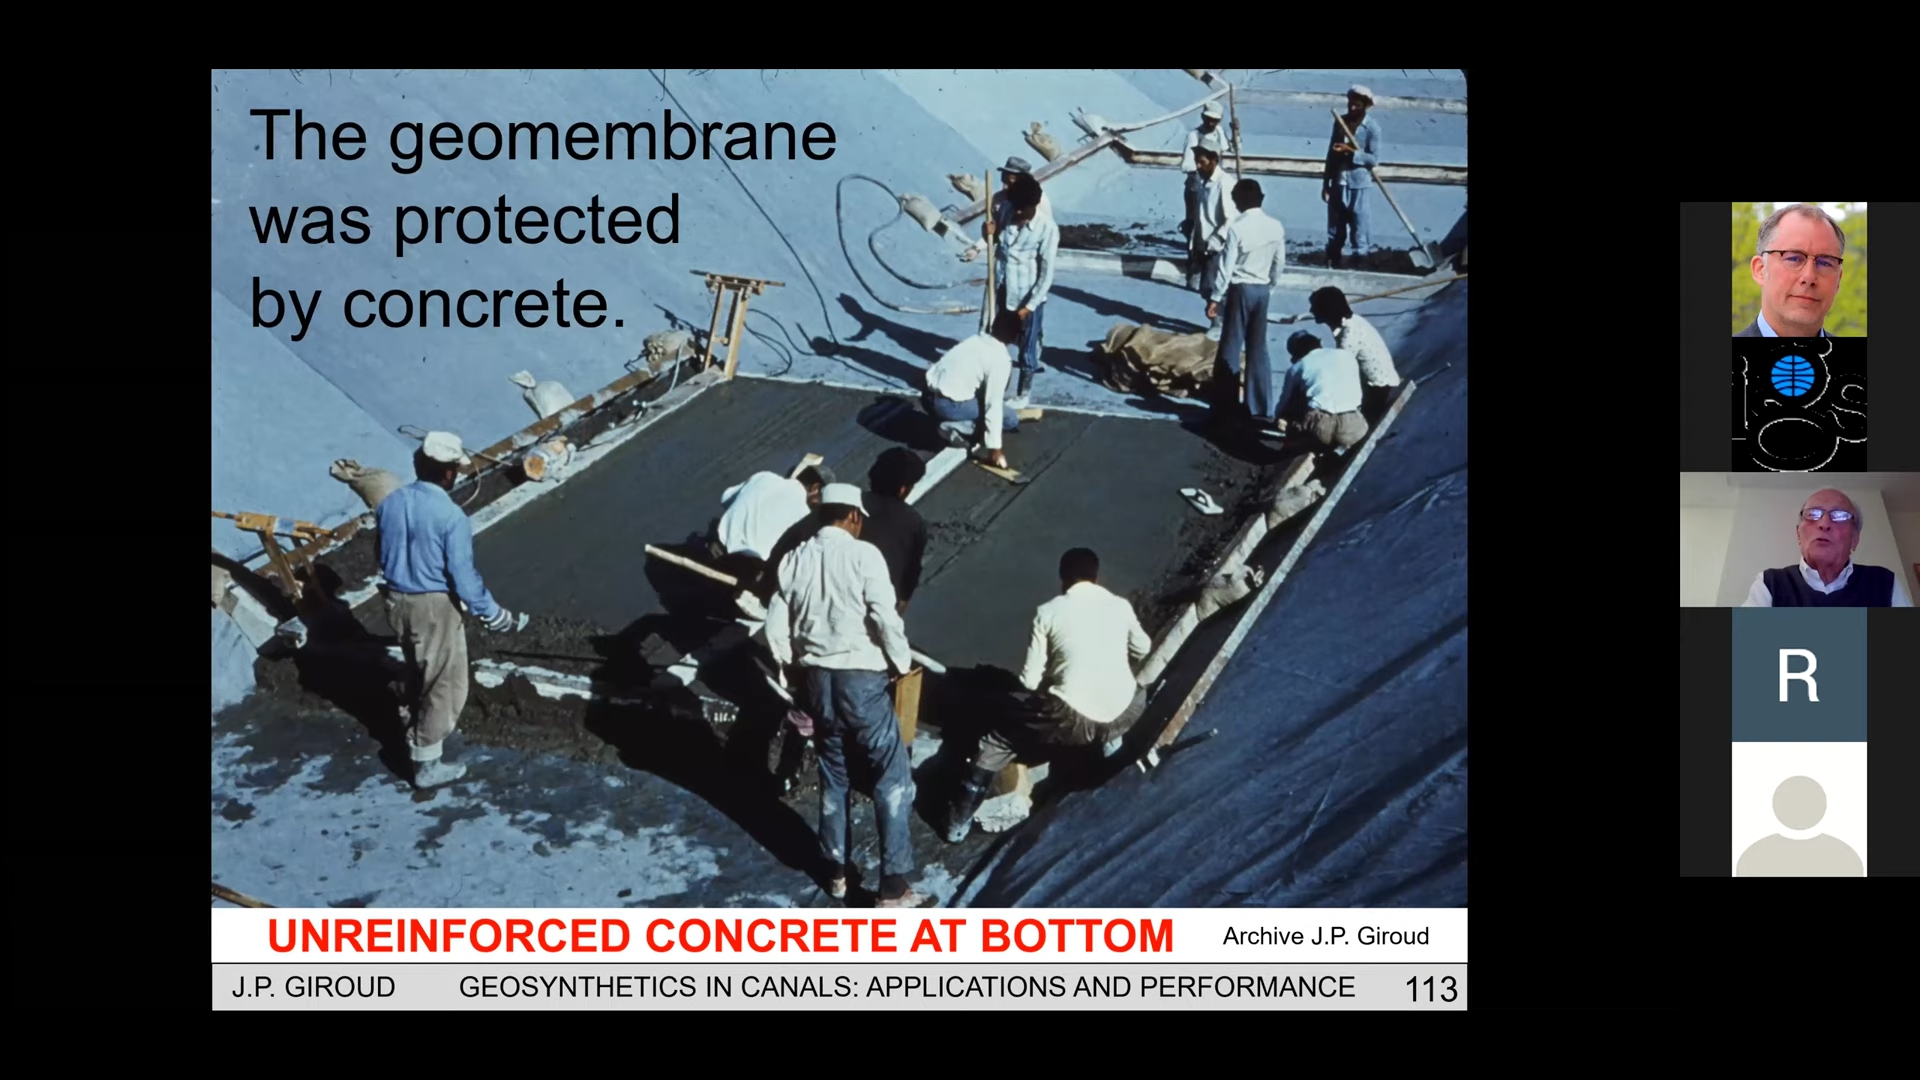 The geomembrane
was protected
by concrete.
UNREINFORCED CONCRETE AT BOTTOM
Archive J.P. Giroud
J.P. GIROUD GEOSYNTHETICS IN CANALS: APPLICATIONS AND PERFORMANCE 113
igs
R